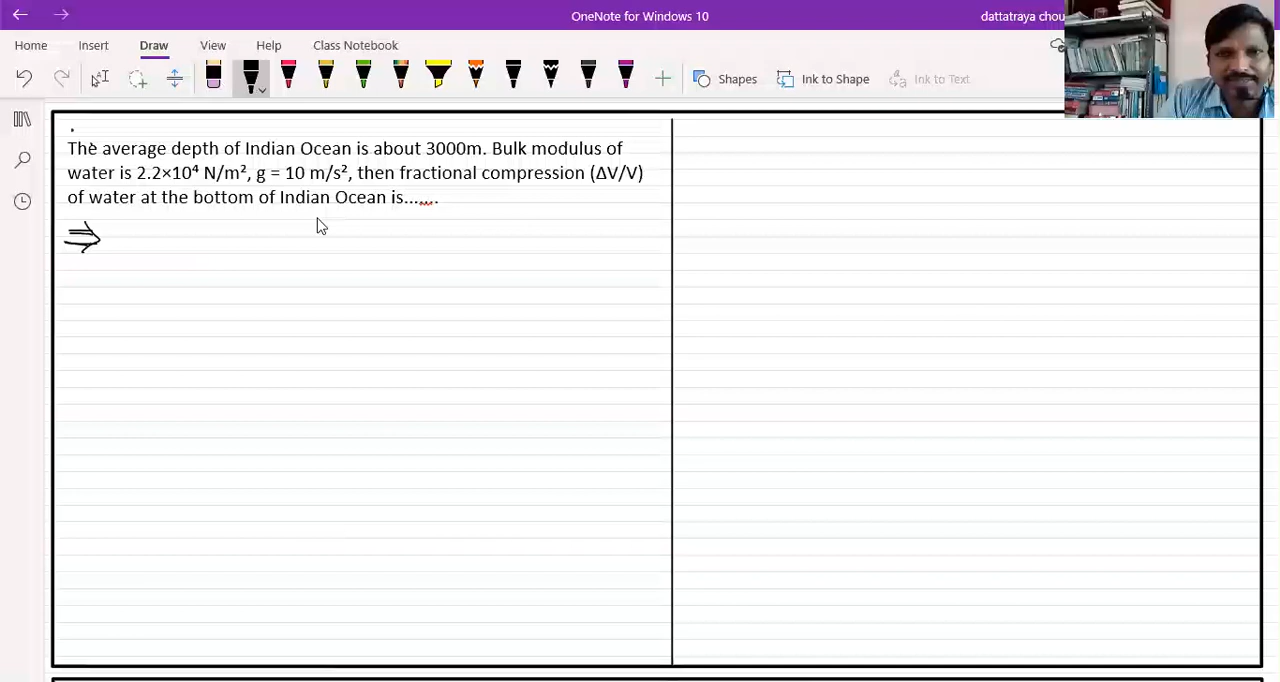 OneNote for Windows 10
dattatraya chou
Home Insert Draw View Help Class Notebook
Shapes Ink to Shape Ink to Text
The average depth of Indian Ocean is about 3000m. Bulk modulus of
water is 2.2×10⁴ N/m², g = 10 m/s², then fractional compression (ΔV/V)
of water at the bottom of Indian Ocean is.......
⇒